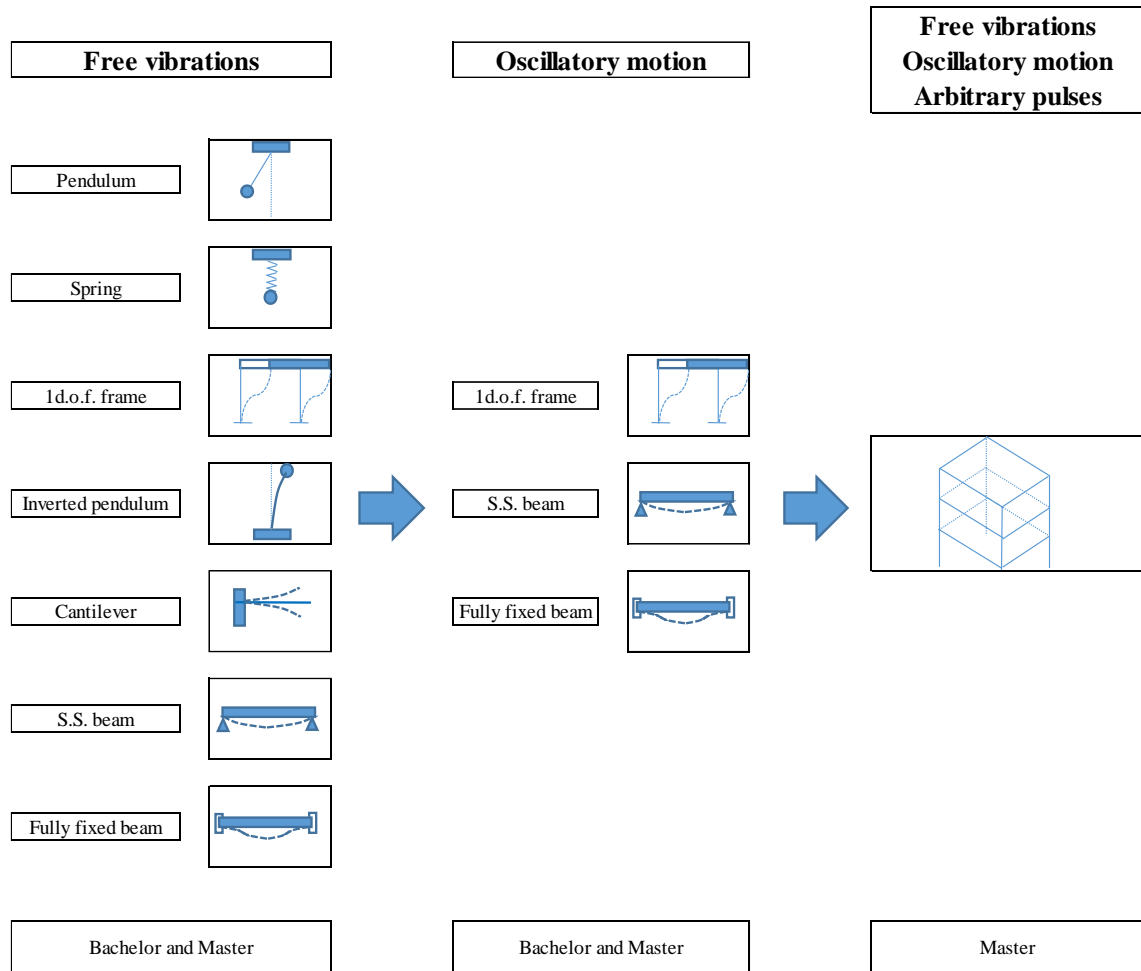 Free vibrations
Oscillatory motion
Free vibrations
Oscillatory motion
Arbitrary pulses
Pendulum
Spring
1d.o.f. frame
1d.o.f. frame
Inverted pendulum
S.S. beam
Cantilever
Fully fixed beam
S.S. beam
Fully fixed beam
Bachelor and Master
Bachelor and Master
Master